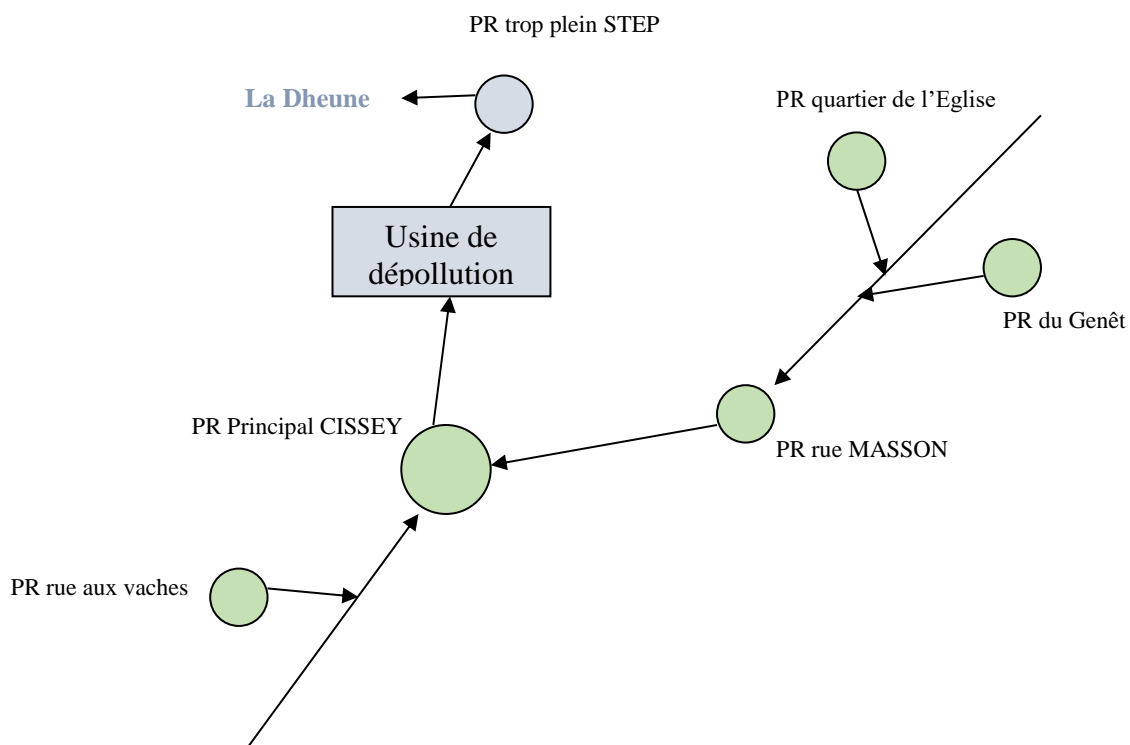 PR trop plein STEP
La Dheune
PR quartier de l’Eglise
Usine de
dépollution
PR du Genêt
PR Principal CISSEY
PR rue MASSON
PR rue aux vaches